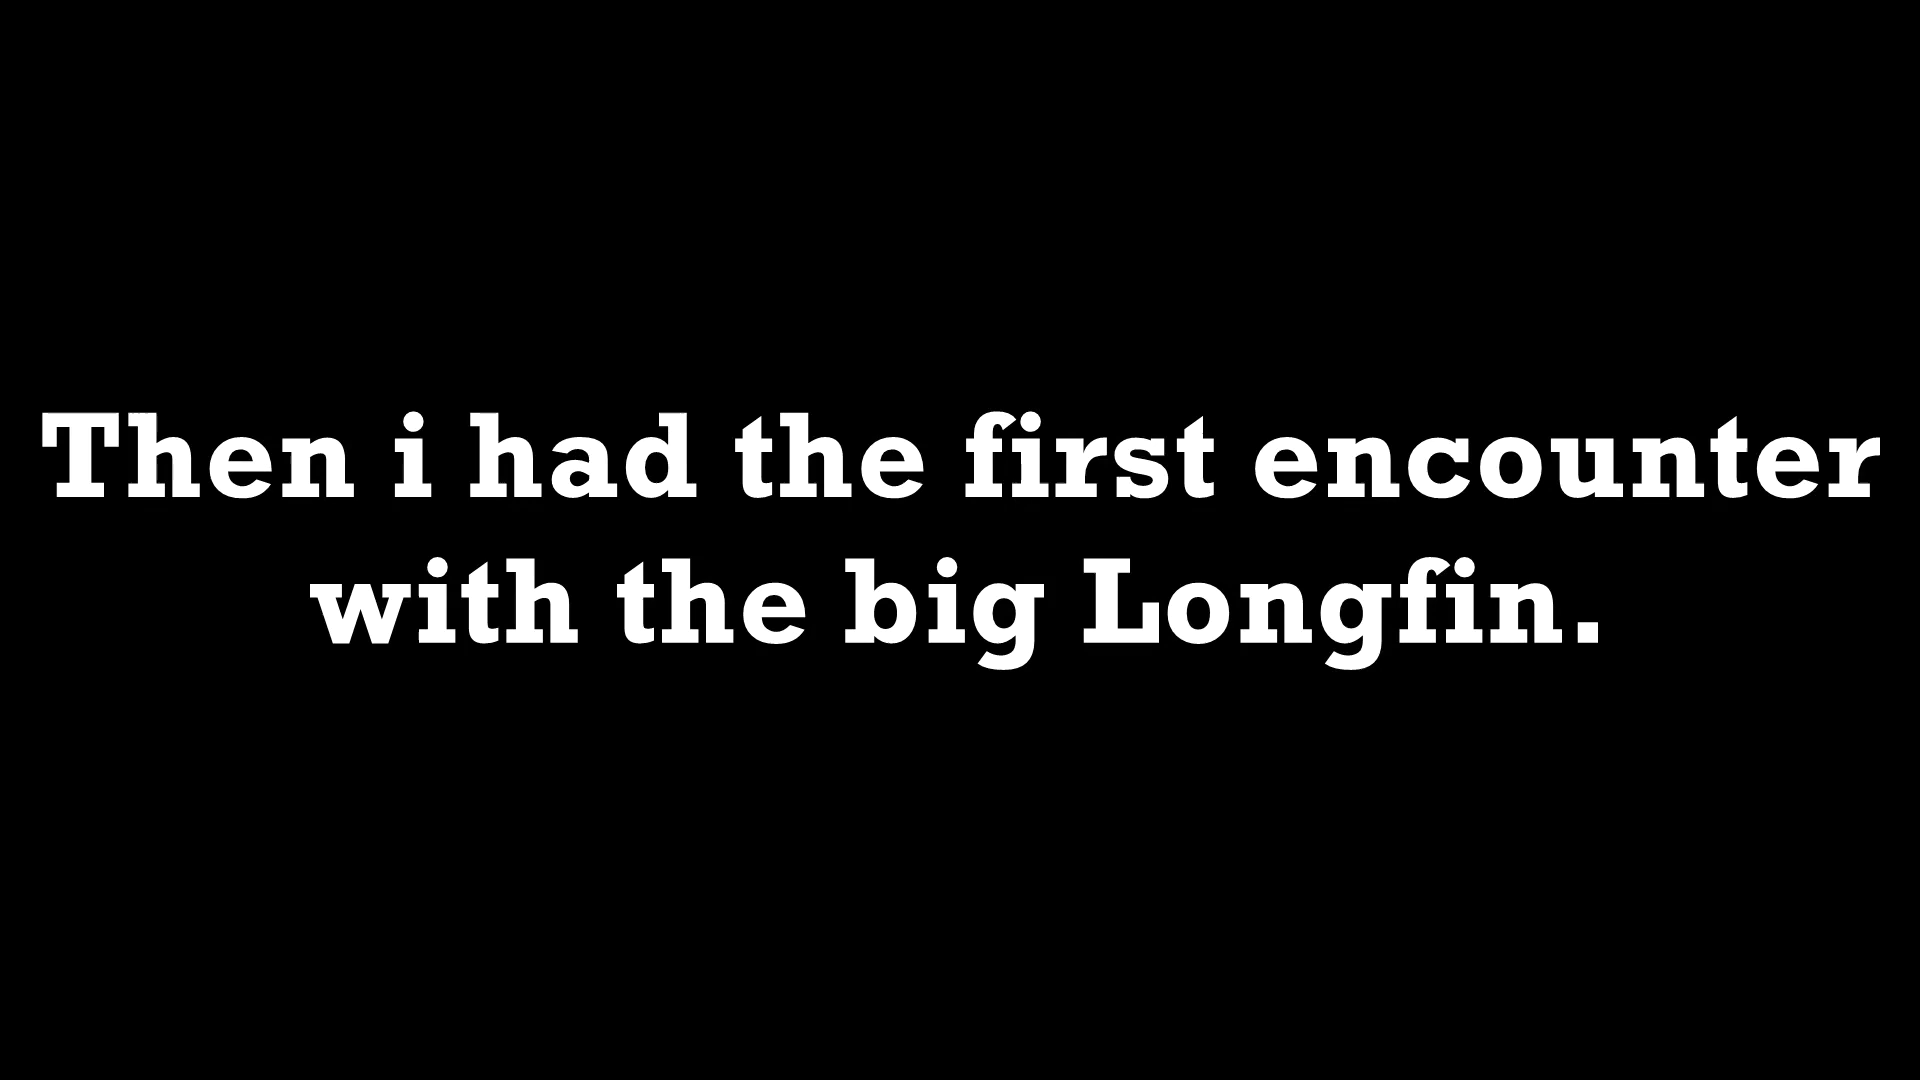 Then i had the first encounter
with the big Longfin.